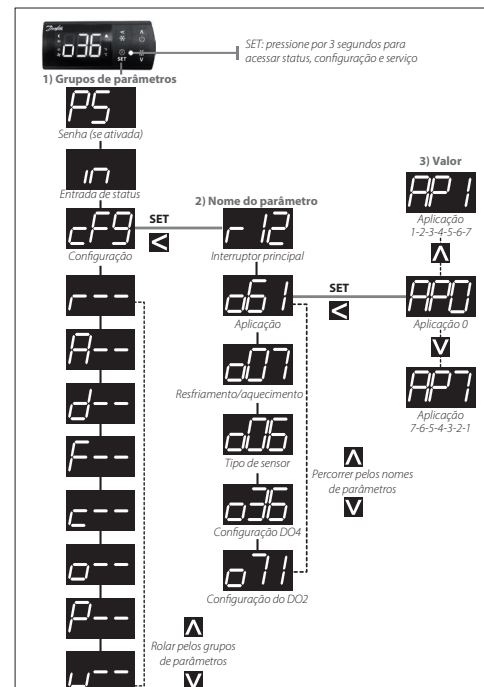 Danfoss
o36
SET
SET: pressione por 3 segundos para
acessar status, configuração e serviço
1) Grupos de parâmetros
PS
Senha (se ativada)
in
Entrada de status
cFg
Configuração
r--
A--
d--
F--
c--
o--
P--
u--
SET
<
2) Nome do parâmetro
r12
Interruptor principal
o61
Aplicação
o07
Resfriamento/aquecimento
o06
Tipo de sensor
o36
Configuração DO4
o71
Configuração do DO2
SET
<
3) Valor
AP1
Aplicação
1-2-3-4-5-6-7
AP0
Aplicação 0
AP7
Aplicação
7-6-5-4-3-2-1
Percorrer pelos nomes
de parâmetros
Rolar pelos grupos
de parâmetros